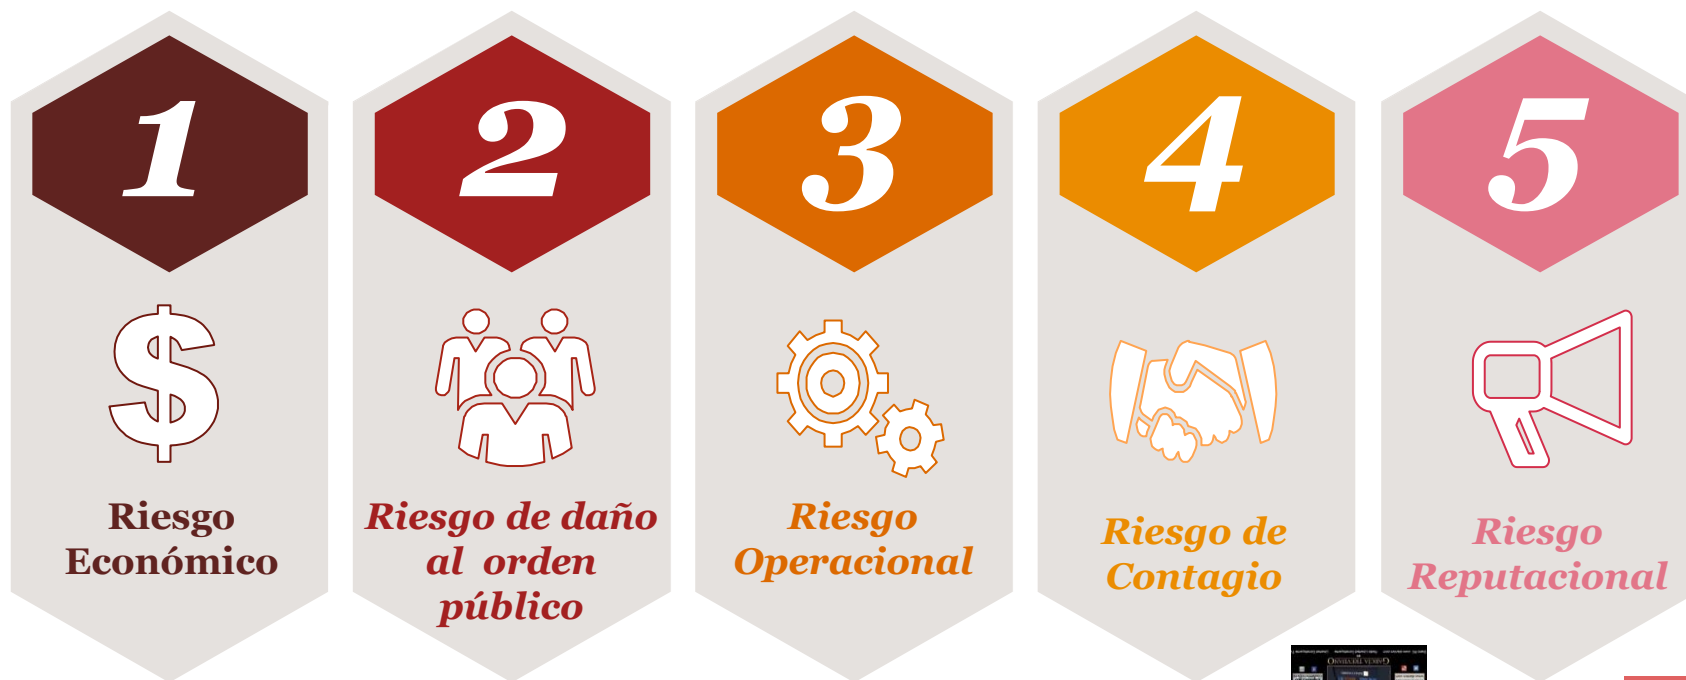 1
2
3
4
5
Riesgo
Económico
Riesgo de daño
al orden
público
Riesgo
Operacional
Riesgo de
Contagio
Riesgo
Reputacional